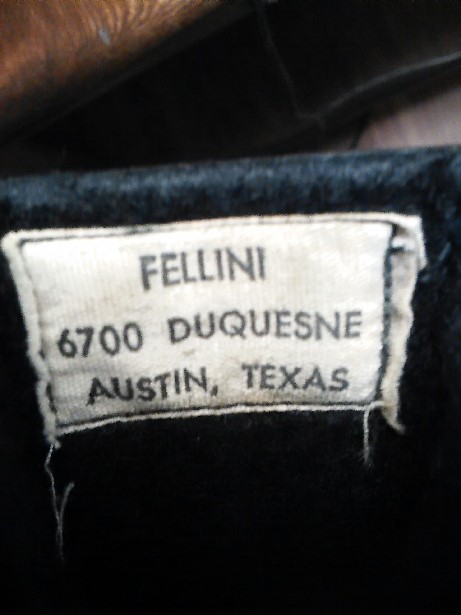 FELLINI
6700 DUQUESNE
AUSTIN, TEXAS